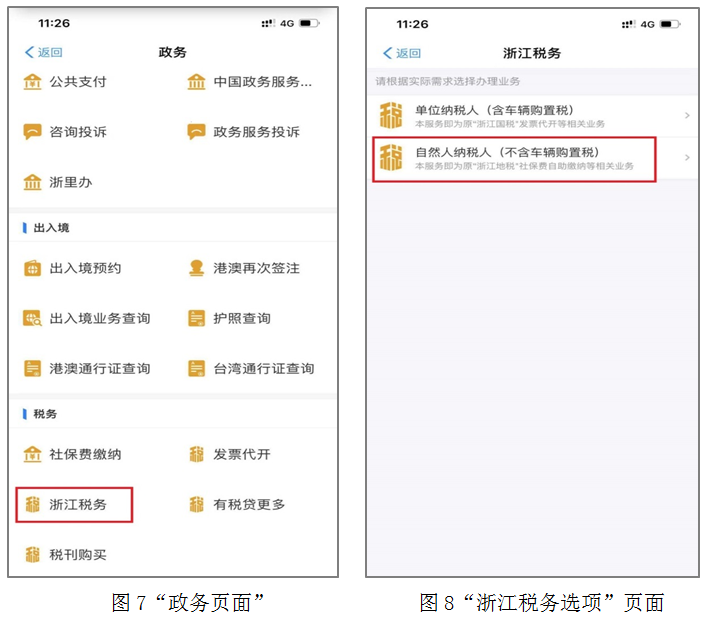 11:26 4G
返回 政务
公共支付 中国政务服务...
咨询投诉 政务服务投诉
浙里办
出入境
出入境预约 港澳再次签注
出入境业务查询 护照查询
港澳通行证查询 台湾通行证查询
税务
社保费缴纳 发票代开
税 浙江税务 税 有税贷更多
税 税刊购买
图7“政务页面”
11:26 4G
返回 浙江税务
请根据实际需求选择办理业务
税 单位纳税人（含车辆购置税）
本服务即为原“浙江国税”发票代开等相关业务
税 自然人纳税人（不含车辆购置税）
本服务即为原“浙江地税”社保费自助缴纳等相关业务
图8“浙江税务选项”页面